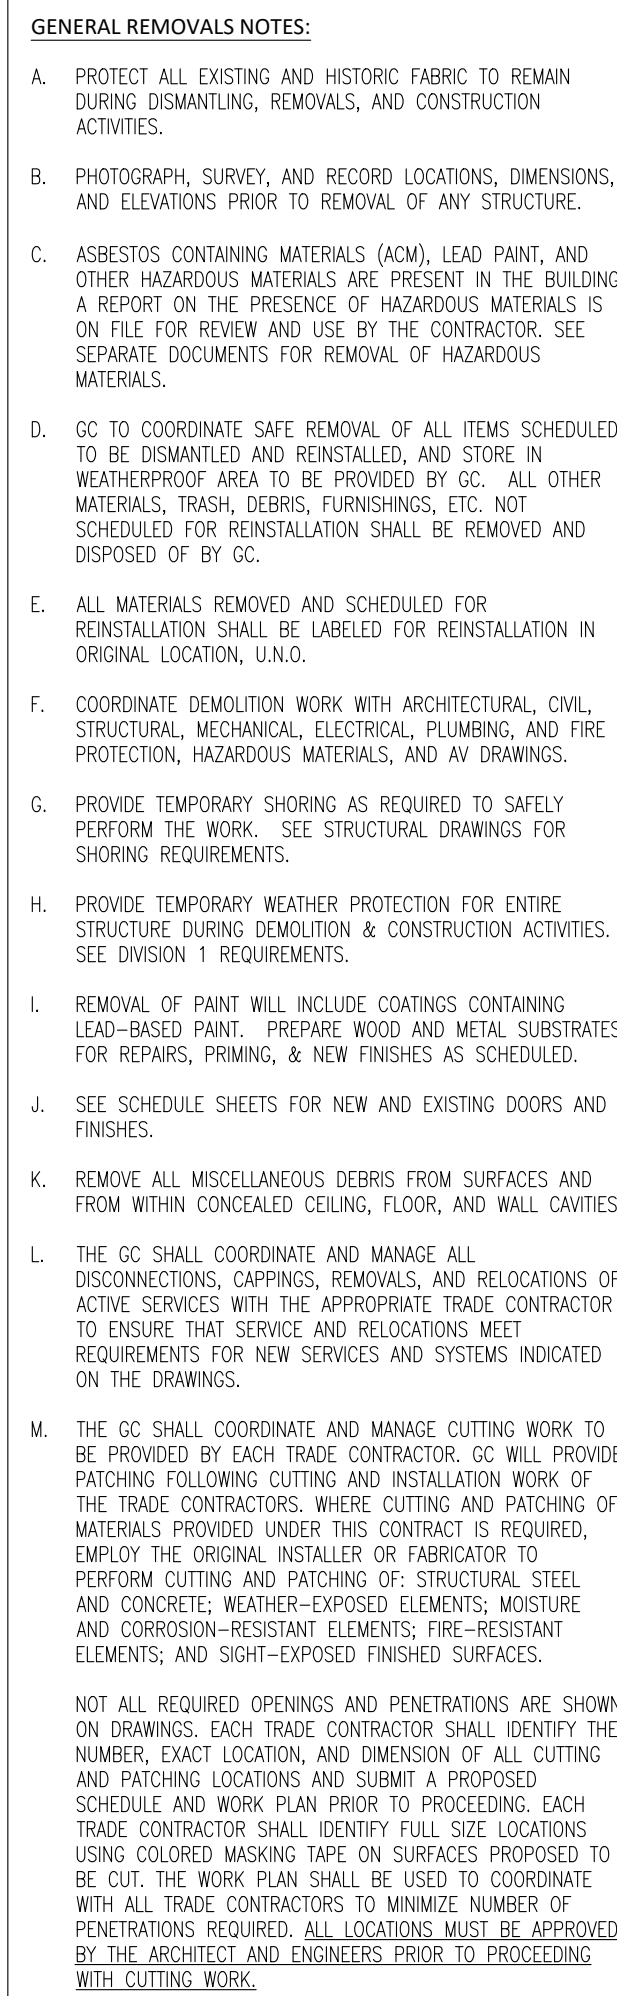 GENERAL REMOVALS NOTES:
A. PROTECT ALL EXISTING AND HISTORIC FABRIC TO REMAIN
DURING DISMANTLING, REMOVALS, AND CONSTRUCTION
ACTIVITIES.
B. PHOTOGRAPH, SURVEY, AND RECORD LOCATIONS, DIMENSIONS,
AND ELEVATIONS PRIOR TO REMOVAL OF ANY STRUCTURE.
C. ASBESTOS CONTAINING MATERIALS (ACM), LEAD PAINT, AND
OTHER HAZARDOUS MATERIALS ARE PRESENT IN THE BUILDING
A REPORT ON THE PRESENCE OF HAZARDOUS MATERIALS IS
ON FILE FOR REVIEW AND USE BY THE CONTRACTOR. SEE
SEPARATE DOCUMENTS FOR REMOVAL OF HAZARDOUS
MATERIALS.
D. GC TO COORDINATE SAFE REMOVAL OF ALL ITEMS SCHEDULED
TO BE DISMANTLED AND REINSTALLED, AND STORE IN
WEATHERPROOF AREA TO BE PROVIDED BY GC. ALL OTHER
MATERIALS, TRASH, DEBRIS, FURNISHINGS, ETC. NOT
SCHEDULED FOR REINSTALLATION SHALL BE REMOVED AND
DISPOSED OF BY GC.
E. ALL MATERIALS REMOVED AND SCHEDULED FOR
REINSTALLATION SHALL BE LABELED FOR REINSTALLATION IN
ORIGINAL LOCATION, U.N.O.
F. COORDINATE DEMOLITION WORK WITH ARCHITECTURAL, CIVIL,
STRUCTURAL, MECHANICAL, ELECTRICAL, PLUMBING, AND FIRE
PROTECTION, HAZARDOUS MATERIALS, AND AV DRAWINGS.
G. PROVIDE TEMPORARY SHORING AS REQUIRED TO SAFELY
PERFORM THE WORK. SEE STRUCTURAL DRAWINGS FOR
SHORING REQUIREMENTS.
H. PROVIDE TEMPORARY WEATHER PROTECTION FOR ENTIRE
STRUCTURE DURING DEMOLITION & CONSTRUCTION ACTIVITIES.
SEE DIVISION 1 REQUIREMENTS.
I. REMOVAL OF PAINT WILL INCLUDE COATINGS CONTAINING
LEAD-BASED PAINT. PREPARE WOOD AND METAL SUBSTRATES
FOR REPAIRS, PRIMING, & NEW FINISHES AS SCHEDULED.
J. SEE SCHEDULE SHEETS FOR NEW AND EXISTING DOORS AND
FINISHES.
K. REMOVE ALL MISCELLANEOUS DEBRIS FROM SURFACES AND
FROM WITHIN CONCEALED CEILING, FLOOR, AND WALL CAVITIES
L. THE GC SHALL COORDINATE AND MANAGE ALL
DISCONNECTIONS, CAPPINGS, REMOVALS, AND RELOCATIONS OF
ACTIVE SERVICES WITH THE APPROPRIATE TRADE CONTRACTOR
TO ENSURE THAT SERVICE AND RELOCATIONS MEET
REQUIREMENTS FOR NEW SERVICES AND SYSTEMS INDICATED
ON THE DRAWINGS.
M. THE GC SHALL COORDINATE AND MANAGE CUTTING WORK TO
BE PROVIDED BY EACH TRADE CONTRACTOR. GC WILL PROVIDE
PATCHING FOLLOWING CUTTING AND INSTALLATION WORK OF
THE TRADE CONTRACTORS. WHERE CUTTING AND PATCHING OF
MATERIALS PROVIDED UNDER THIS CONTRACT IS REQUIRED,
EMPLOY THE ORIGINAL INSTALLER OR FABRICATOR TO
PERFORM CUTTING AND PATCHING OF: STRUCTURAL STEEL
AND CONCRETE; WEATHER-EXPOSED ELEMENTS; MOISTURE
AND CORROSION-RESISTANT ELEMENTS; FIRE-RESISTANT
ELEMENTS; AND SIGHT-EXPOSED FINISHED SURFACES.
NOT ALL REQUIRED OPENINGS AND PENETRATIONS ARE SHOWN
ON DRAWINGS. EACH TRADE CONTRACTOR SHALL IDENTIFY THE
NUMBER, EXACT LOCATION, AND DIMENSION OF ALL CUTTING
AND PATCHING LOCATIONS AND SUBMIT A PROPOSED
SCHEDULE AND WORK PLAN PRIOR TO PROCEEDING. EACH
TRADE CONTRACTOR SHALL IDENTIFY FULL SIZE LOCATIONS
USING COLORED MASKING TAPE ON SURFACES PROPOSED TO
BE CUT. THE WORK PLAN SHALL BE USED TO COORDINATE
WITH ALL TRADE CONTRACTORS TO MINIMIZE NUMBER OF
PENETRATIONS REQUIRED. ALL LOCATIONS MUST BE APPROVED
BY THE ARCHITECT AND ENGINEERS PRIOR TO PROCEEDING
WITH CUTTING WORK.